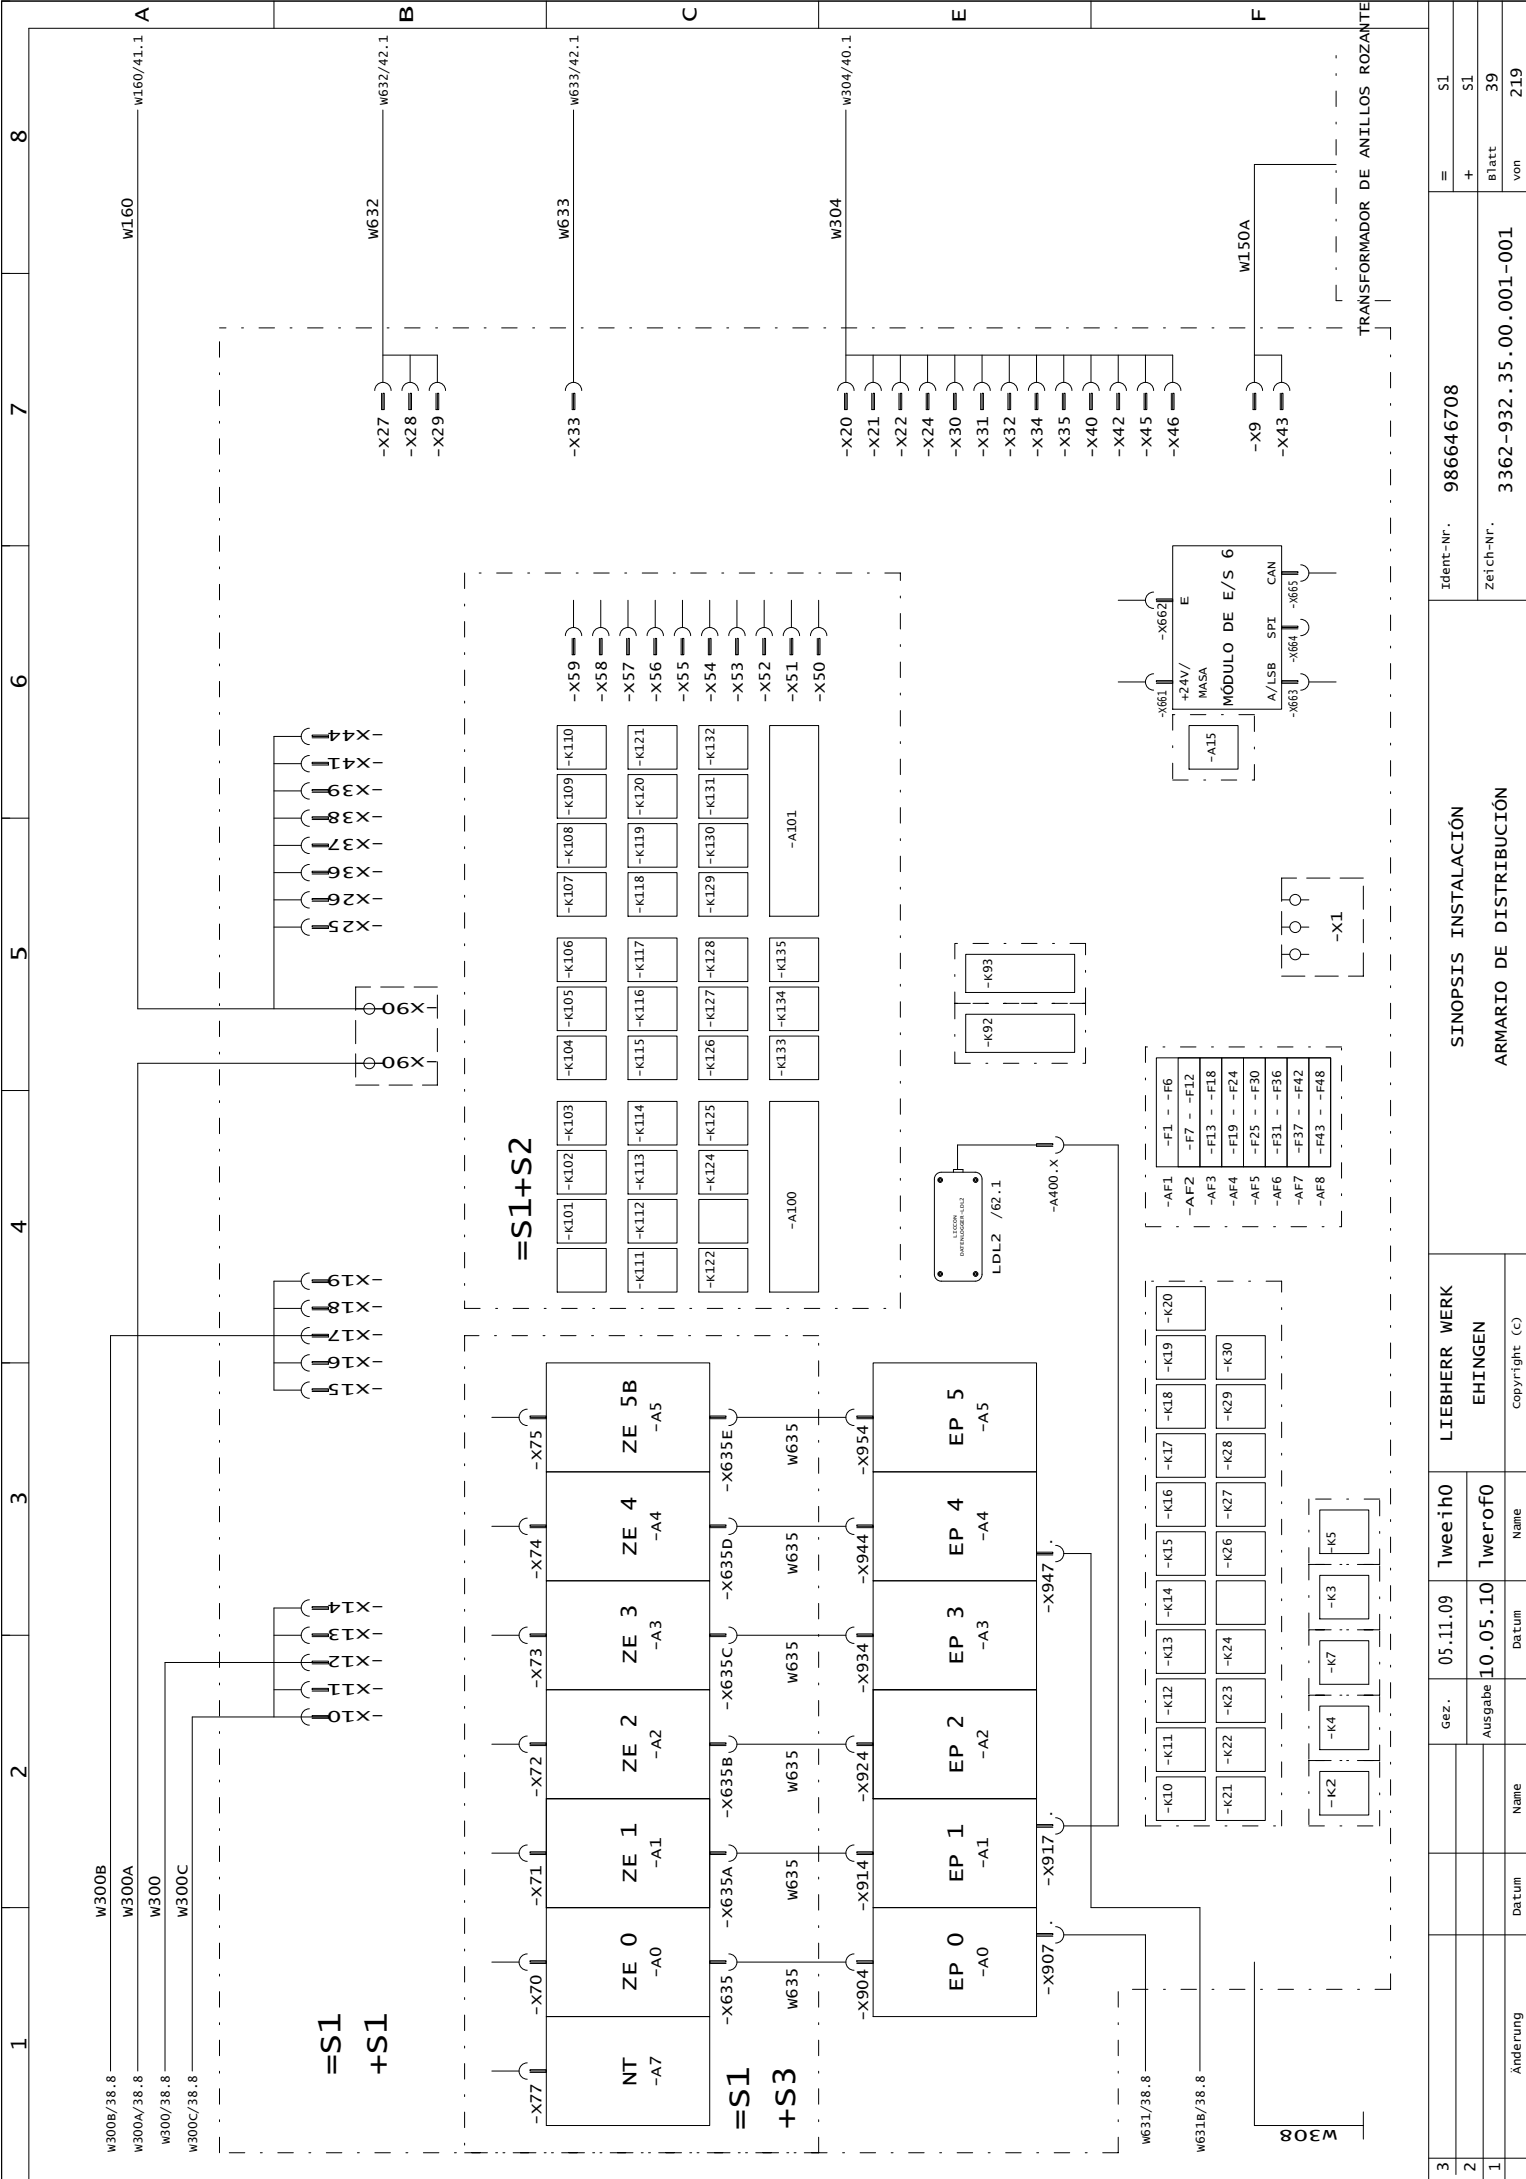 1
2
3
4
5
6
7
8
A
B
C
E
F
W300B/38.8
W300B
W300A/38.8
W300A
W300/38.8
W300
W300C/38.8
W300C
W160
W160/41.1
W632
W632/42.1
W633
W633/42.1
W304
W304/40.1
W150A
TRANSFORMADOR DE ANILLOS ROZANTE
=S1
+S1
-X10
-X11
-X12
-X13
-X14
-X15
-X16
-X17
-X18
-X19
-X90
-X90
-X25
-X26
-X36
-X37
-X38
-X39
-X41
-X44
-X27
-X28
-X29
-X33
-X20
-X21
-X22
-X24
-X30
-X31
-X32
-X34
-X35
-X40
-X42
-X45
-X46
-X9
-X43
-X77
-X70
-X71
-X72
-X73
-X74
-X75
NT
-A7
ZE 0
-A0
ZE 1
-A1
ZE 2
-A2
ZE 3
-A3
ZE 4
-A4
ZE 5B
-A5
-X635
-X635A
-X635B
-X635C
-X635D
-X635E
W635
W635
W635
W635
W635
W635
=S1
+S3
-X904
-X914
-X924
-X934
-X944
-X954
EP 0
-A0
EP 1
-A1
EP 2
-A2
EP 3
-A3
EP 4
-A4
EP 5
-A5
-X907
-X917
-X947
W631/38.8
W631B/38.8
W308
=S1+S2
-K101
-K102
-K103
-K104
-K105
-K106
-K107
-K108
-K109
-K110
-K111
-K112
-K113
-K114
-K115
-K116
-K117
-K118
-K119
-K120
-K121
-K122
-K124
-K125
-K126
-K127
-K128
-K129
-K130
-K131
-K132
-A100
-K133
-K134
-K135
-A101
-X59
-X58
-X57
-X56
-X55
-X54
-X53
-X52
-X51
-X50
LICCON
DATENLOGGER-LDL2
LDL2 /62.1
-A400.X
-K92
-K93
-K10
-K11
-K12
-K13
-K14
-K15
-K16
-K17
-K18
-K19
-K20
-K21
-K22
-K23
-K24
-K26
-K27
-K28
-K29
-K30
-K2
-K4
-K7
-K3
-K5
-AF1 -F1 - -F6
-AF2 -F7 - -F12
-AF3 -F13 - -F18
-AF4 -F19 - -F24
-AF5 -F25 - -F30
-AF6 -F31 - -F36
-AF7 -F37 - -F42
-AF8 -F43 - -F48
-X1
-A15
-X661
-X662
+24V/
MASA
E
MÓDULO DE E/S 6
A/LSB
SPI
CAN
-X663
-X664
-X665
3
2
1
Änderung
Datum
Name
Gez.
05.11.09
lweeih0
Ausgabe
10.05.10
lwerof0
Datum
Name
LIEBHERR WERK
EHINGEN
Copyright (c)
SINOPSIS INSTALACIÓN
ARMARIO DE DISTRIBUCIÓN
Ident-Nr. 986646708
Zeich-Nr. 3362-932.35.00.001-001
= S1
+ S1
Blatt 39
von 219